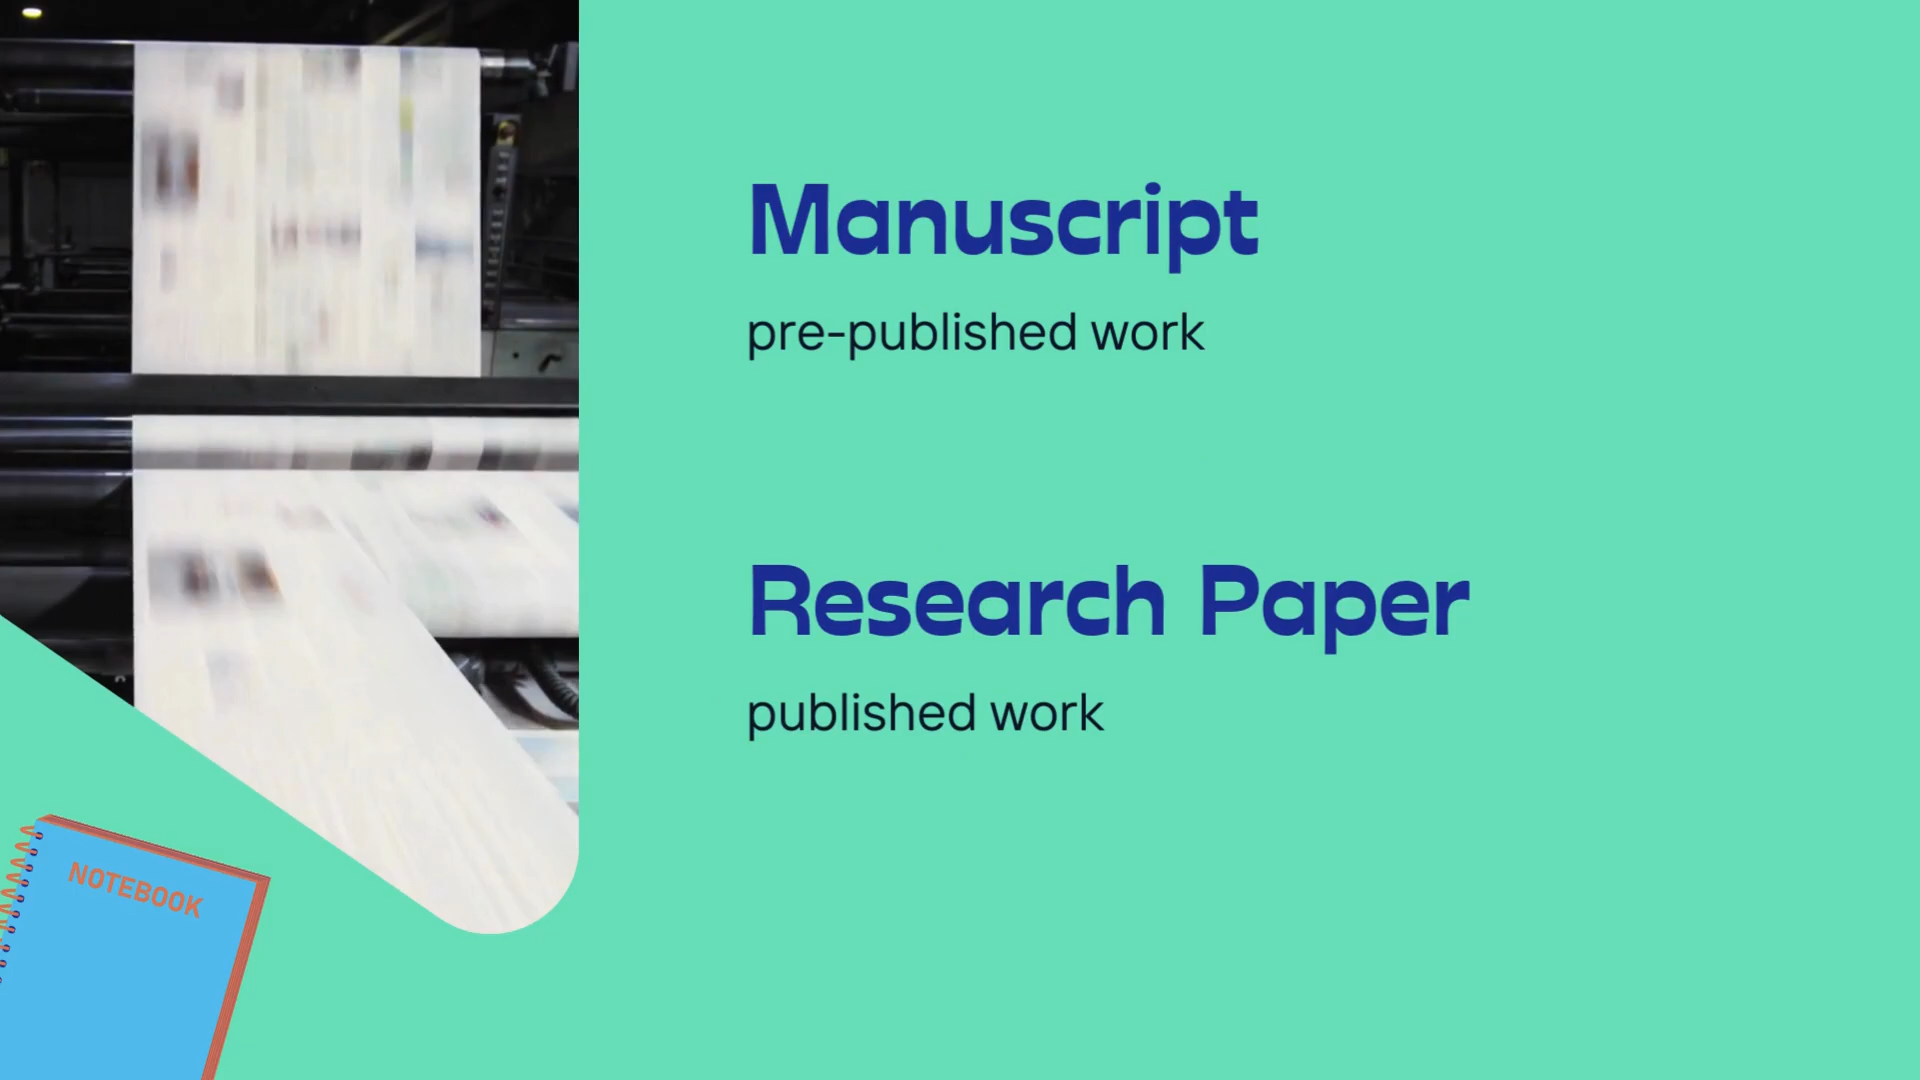 Manuscript
pre-published work
Research Paper
published work
NOTEBOOK